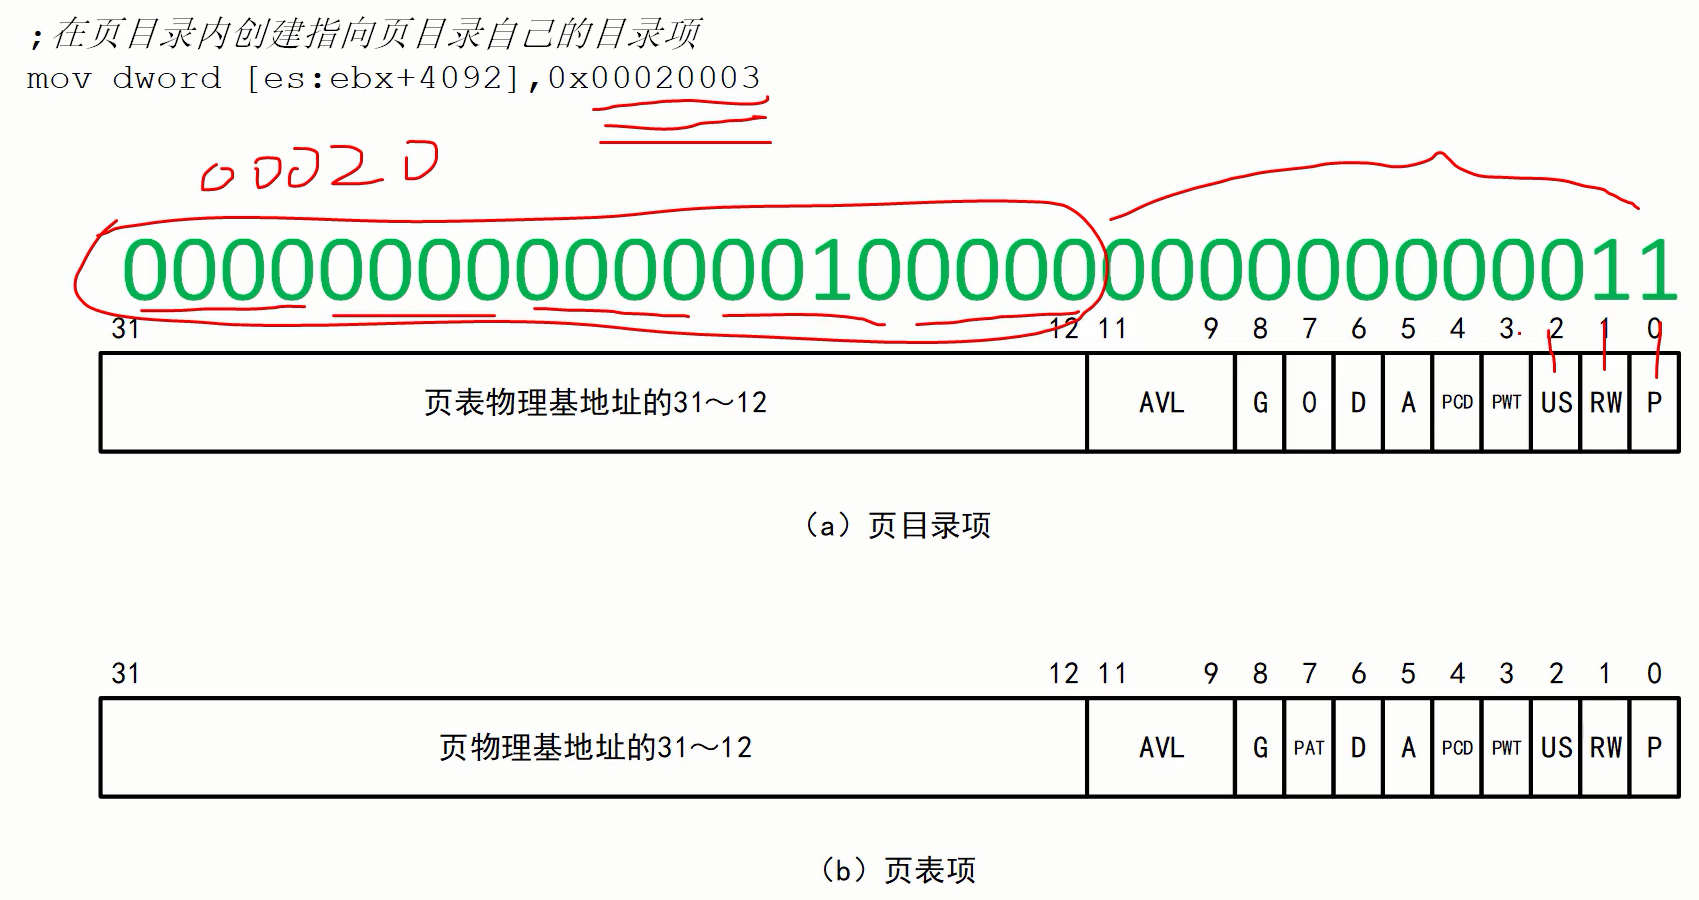 ;在页目录内创建指向页目录自己的目录项
mov dword [es:ebx+4092],0x00020003
00020
00000000000000100000000000000011
31 12 11 9 8 7 6 5 4 3 2 1 0
页表物理基地址的31～12 AVL G 0 D A PCD PWT US RW P
（a）页目录项
31 12 11 9 8 7 6 5 4 3 2 1 0
页物理基地址的31～12 AVL G PAT D A PCD PWT US RW P
（b）页表项